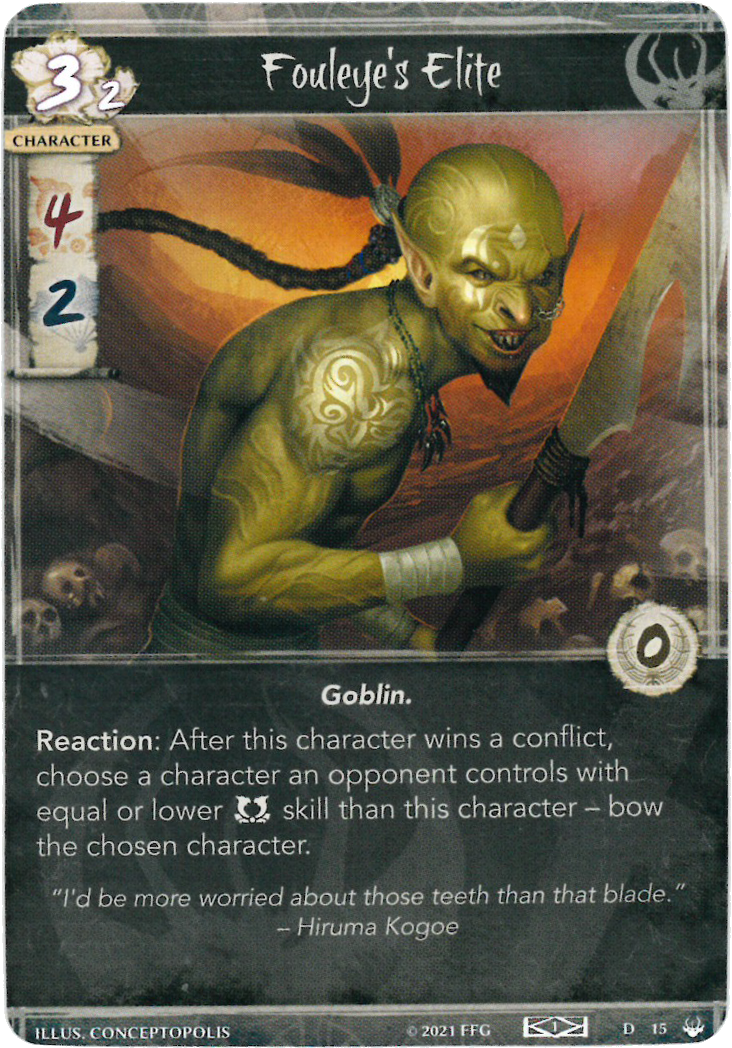 3 2
Fouleye's Elite
CHARACTER
4
2
0
Goblin.
Reaction: After this character wins a conflict,
choose a character an opponent controls with
equal or lower skill than this character – bow
the chosen character.
"I'd be more worried about those teeth than that blade."
– Hiruma Kogoe
ILLUS. CONCEPTOPOLIS
© 2021 FFG
1
D 15